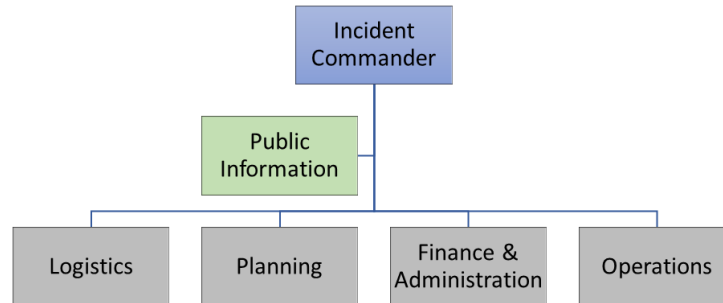 Incident
Commander
Public
Information
Logistics
Planning
Finance &
Administration
Operations